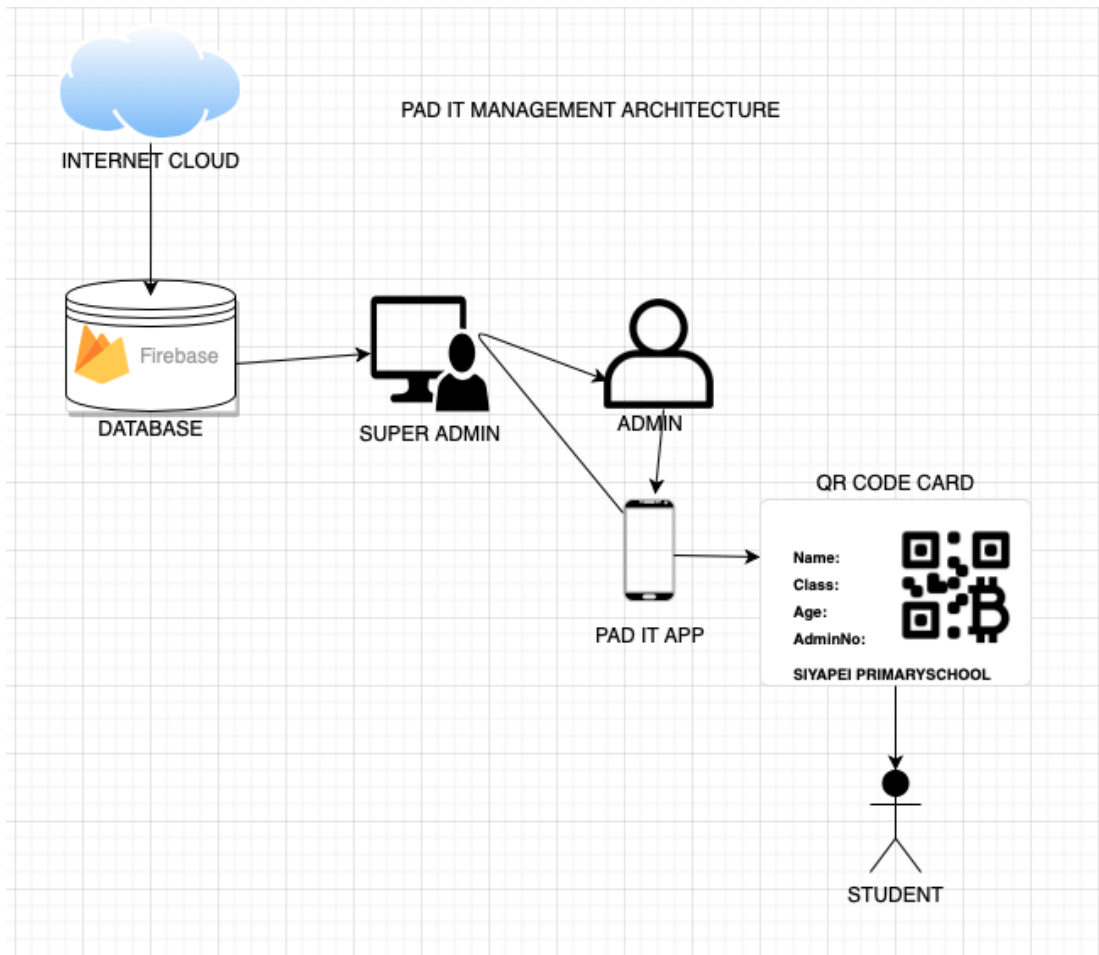 PAD IT MANAGEMENT ARCHITECTURE
INTERNET CLOUD
Firebase
DATABASE
SUPER ADMIN
ADMIN
PAD IT APP
QR CODE CARD
Name:
Class:
Age:
AdminNo:
SIYAPEI PRIMARYSCHOOL
STUDENT